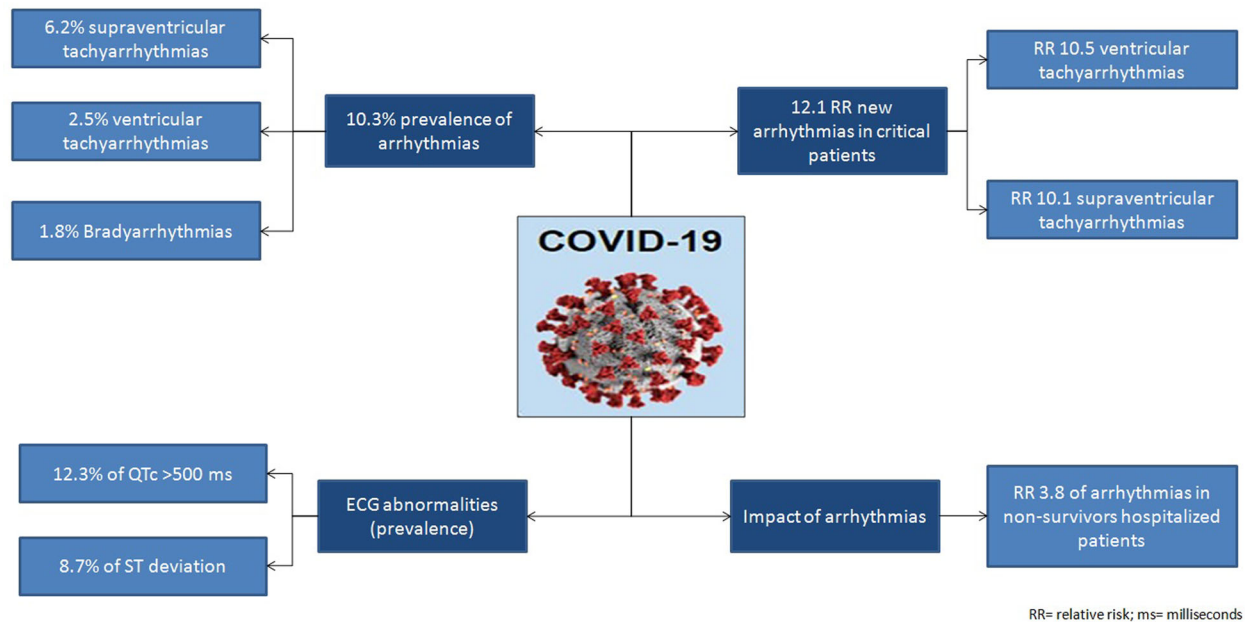 6.2% supraventricular
tachyarrhythmias
2.5% ventricular
tachyarrhythmias
1.8% Bradyarrhythmias
10.3% prevalence of
arrhythmias
12.1 RR new
arrhythmias in critical
patients
RR 10.5 ventricular
tachyarrhythmias
RR 10.1 supraventricular
tachyarrhythmias
COVID-19
12.3% of QTc >500 ms
8.7% of ST deviation
ECG abnormalities
(prevalence)
Impact of arrhythmias
RR 3.8 of arrhythmias in
non-survivors hospitalized
patients
RR= relative risk; ms= milliseconds